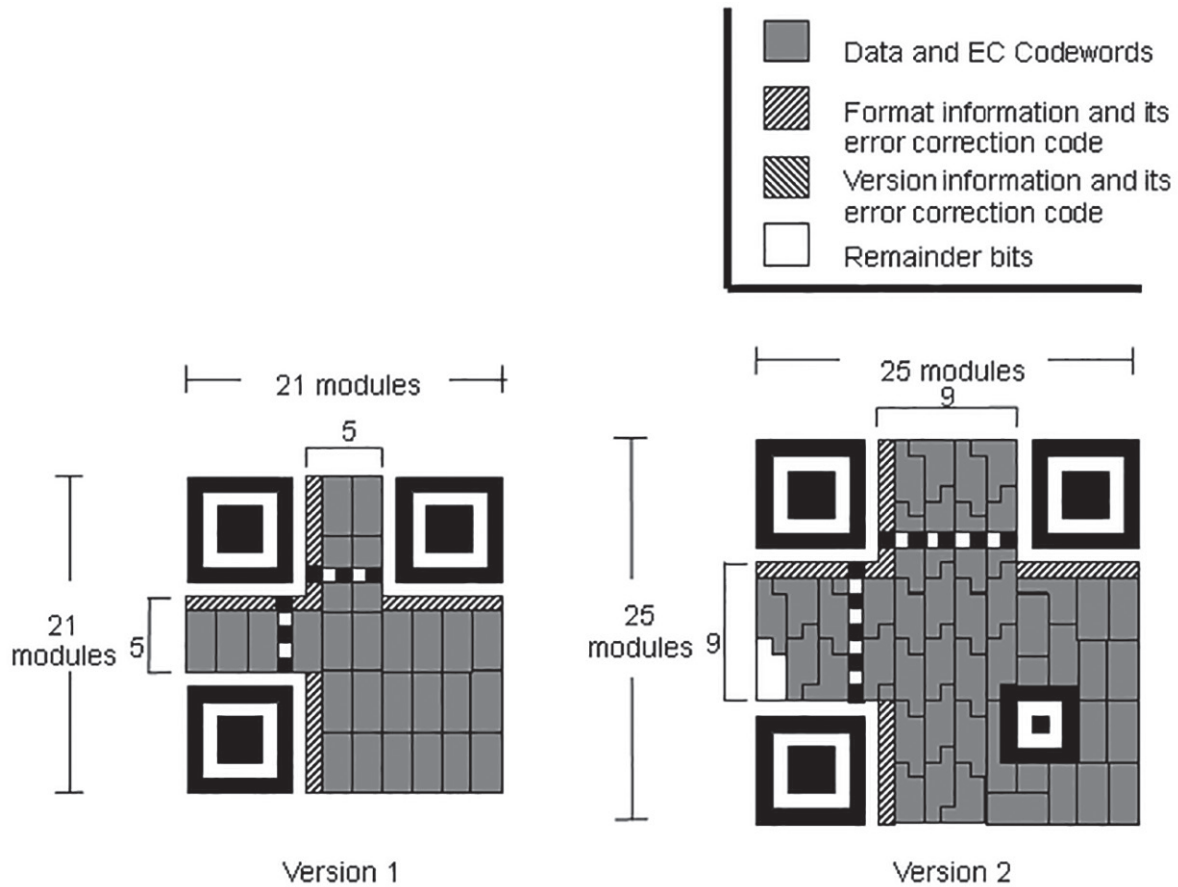 Data and EC Codewords
Format information and its
error correction code
Version information and its
error correction code
Remainder bits
21 modules
5
21
modules
5
Version 1
25 modules
9
25
modules
9
Version 2